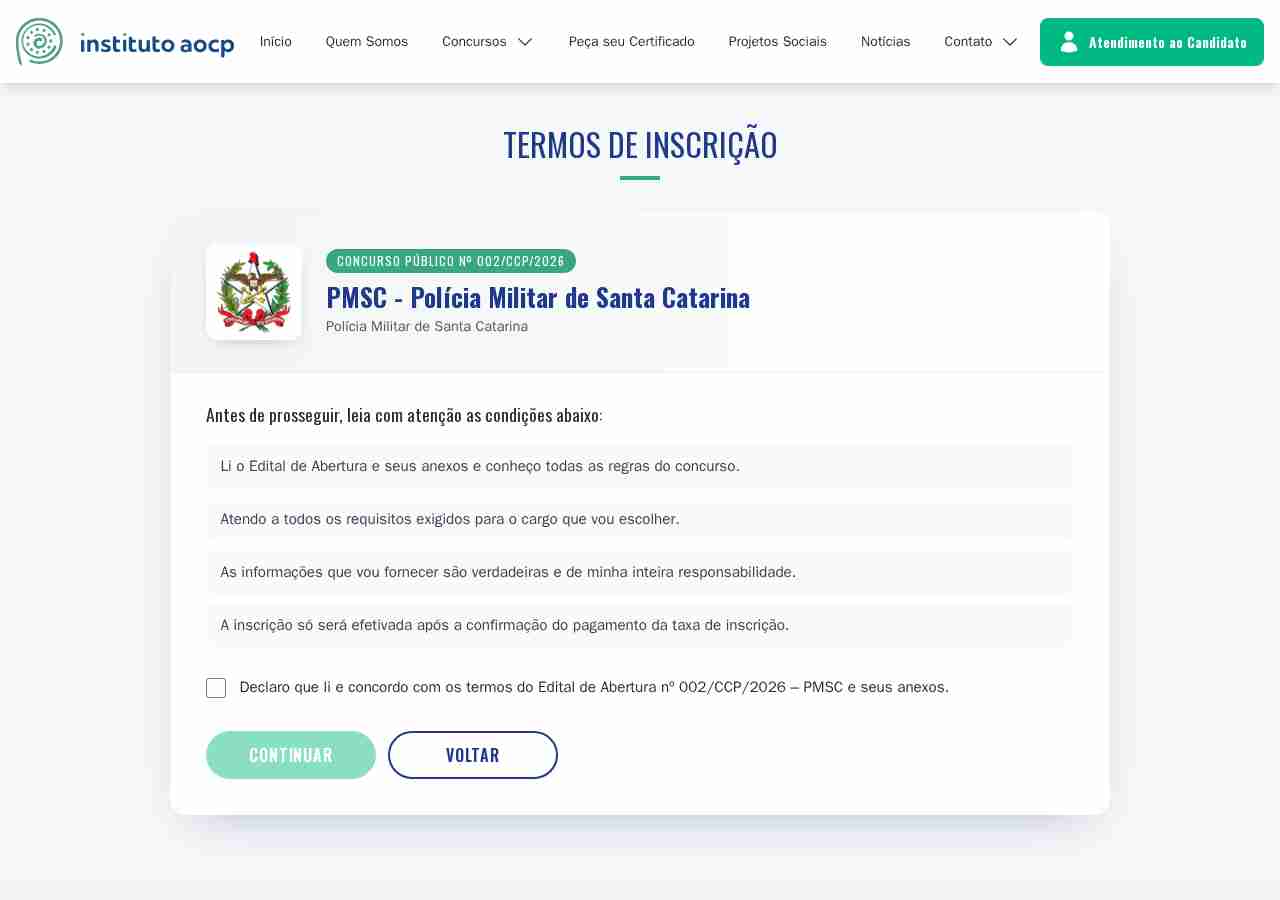 instituto aocp
Início
Quem Somos
Concursos
Peça seu Certificado
Projetos Sociais
Notícias
Contato
Atendimento ao Candidato
TERMOS DE INSCRIÇÃO
CONCURSO PÚBLICO Nº 002/CCP/2026
PMSC - Polícia Militar de Santa Catarina
Polícia Militar de Santa Catarina
Antes de prosseguir, leia com atenção as condições abaixo:
Li o Edital de Abertura e seus anexos e conheço todas as regras do concurso.
Atendo a todos os requisitos exigidos para o cargo que vou escolher.
As informações que vou fornecer são verdadeiras e de minha inteira responsabilidade.
A inscrição só será efetivada após a confirmação do pagamento da taxa de inscrição.
Declaro que li e concordo com os termos do Edital de Abertura nº 002/CCP/2026 – PMSC e seus anexos.
CONTINUAR
VOLTAR